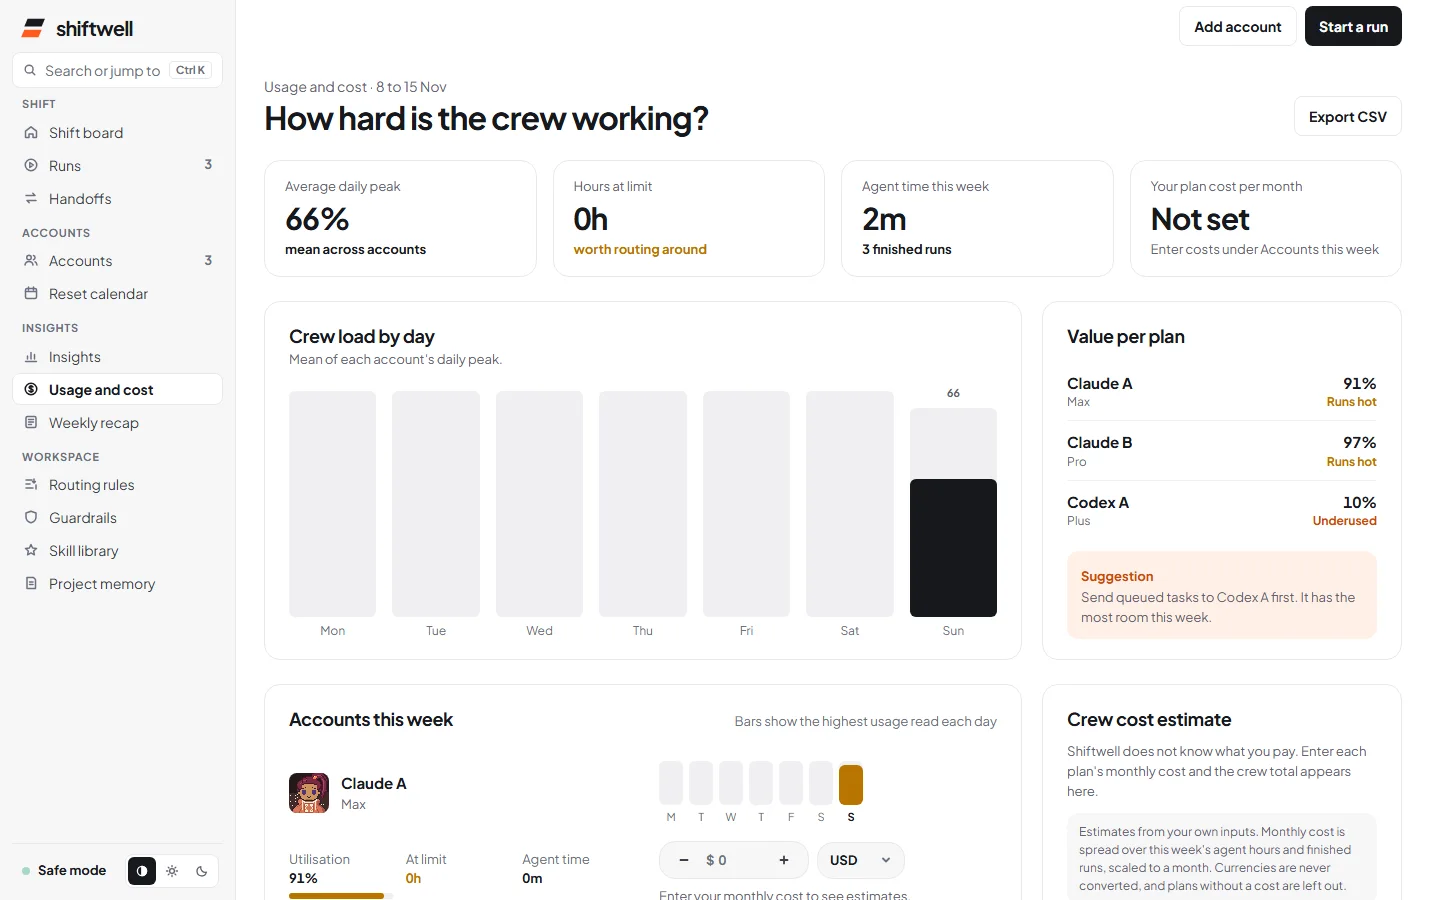 shiftwell
Search or jump to
Ctrl K
SHIFT
Shift board
Runs
3
Handoffs
ACCOUNTS
Accounts
3
Reset calendar
INSIGHTS
Insights
Usage and cost
Weekly recap
WORKSPACE
Routing rules
Guardrails
Skill library
Project memory
Safe mode
Add account
Start a run
Usage and cost · 8 to 15 Nov
How hard is the crew working?
Export CSV
Average daily peak
66%
mean across accounts
Hours at limit
0h
worth routing around
Agent time this week
2m
3 finished runs
Your plan cost per month
Not set
Enter costs under Accounts this week
Crew load by day
Mean of each account's daily peak.
66
Mon
Tue
Wed
Thu
Fri
Sat
Sun
Value per plan
Claude A
91%
Max
Runs hot
Claude B
97%
Pro
Runs hot
Codex A
10%
Plus
Underused
Suggestion
Send queued tasks to Codex A first. It has the
most room this week.
Accounts this week
Bars show the highest usage read each day
Claude A
Max
M T W T F S S
Utilisation
91%
At limit
0h
Agent time
0m
− $ 0 +
USD
Enter your monthly cost to see estimates.
Crew cost estimate
Shiftwell does not know what you pay. Enter each
plan's monthly cost and the crew total appears
here.
Estimates from your own inputs. Monthly cost is
spread over this week's agent hours and finished
runs, scaled to a month. Currencies are never
converted, and plans without a cost are left out.